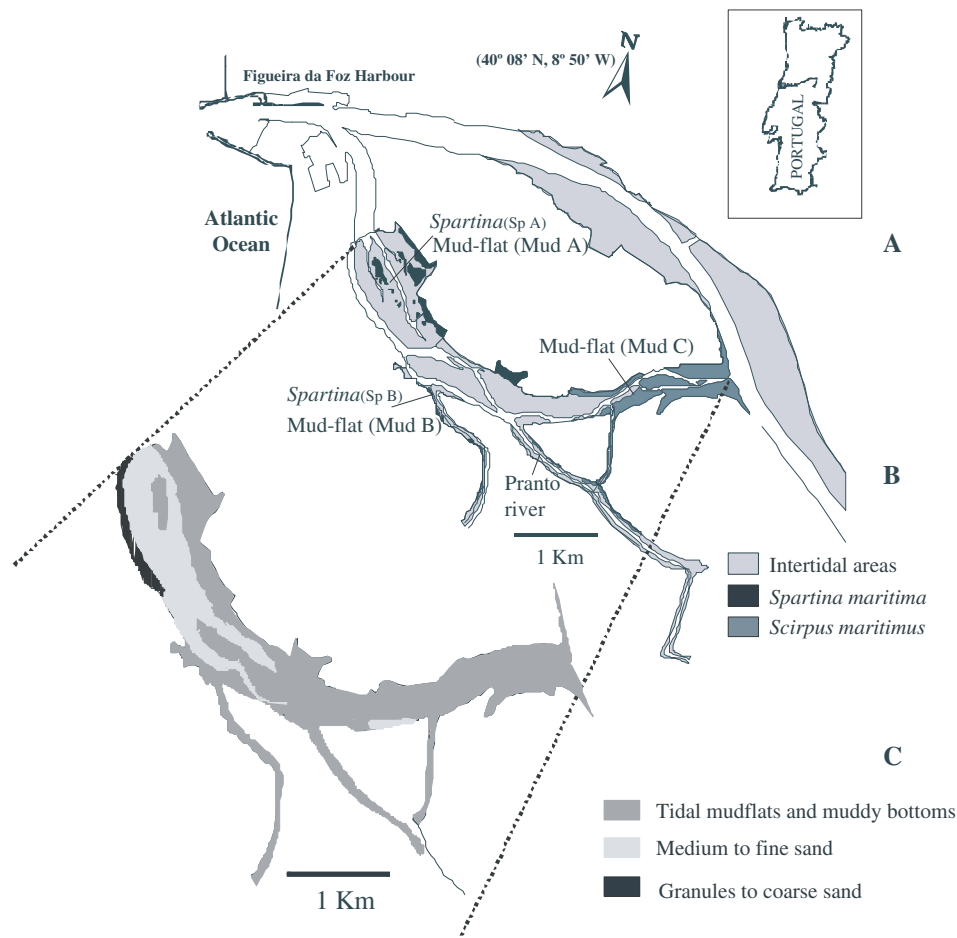 N
(40º 08' N, 8º 50' W)
Figueira da Foz Harbour
PORTUGAL
Atlantic
Ocean
Spartina(Sp A)
Mud-flat (Mud A)
A
Mud-flat (Mud C)
Spartina(Sp B)
Mud-flat (Mud B)
Pranto
river
B
1 Km
Intertidal areas
Spartina maritima
Scirpus maritimus
C
Tidal mudflats and muddy bottoms
Medium to fine sand
Granules to coarse sand
1 Km